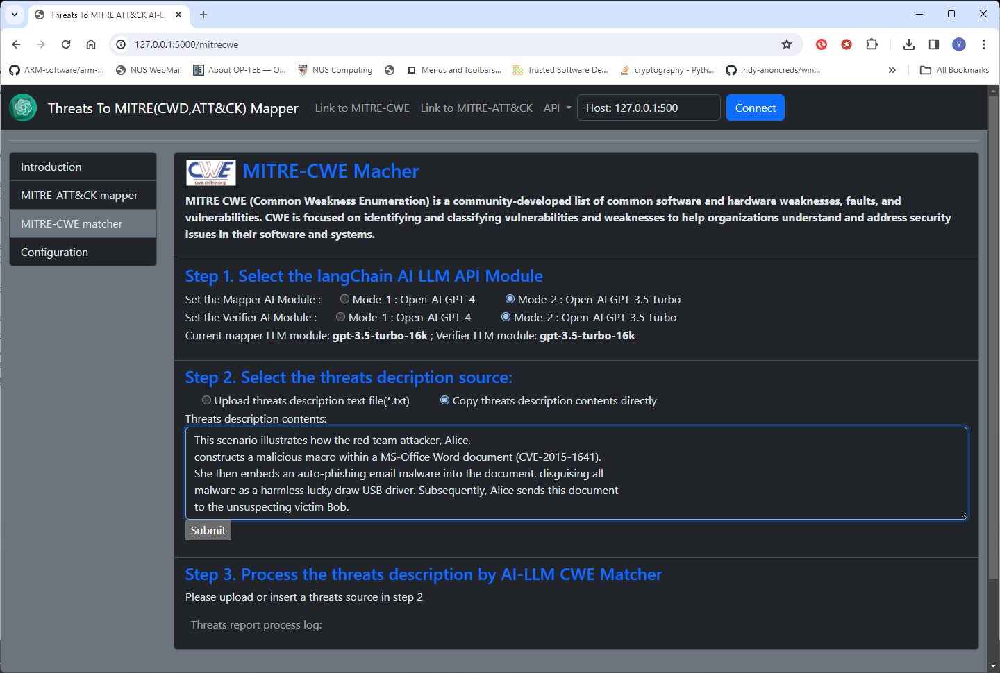 Threats To MITRE ATT&CK AI-LL
127.0.0.1:5000/mitrecwe
Y
ARM-software/arm-... NUS WebMail About OP-TEE — O... NUS Computing Menus and toolbars... Trusted Software De... cryptography - Pyth... indy-anoncreds/win... » All Bookmarks
Threats To MITRE(CWD,ATT&CK) Mapper Link to MITRE-CWE Link to MITRE-ATT&CK API Host: 127.0.0.1:500 Connect
Introduction
MITRE-ATT&CK mapper
MITRE-CWE matcher
Configuration
CWE
cwe.mitre.org
MITRE-CWE Macher
MITRE CWE (Common Weakness Enumeration) is a community-developed list of common software and hardware weaknesses, faults, and
vulnerabilities. CWE is focused on identifying and classifying vulnerabilities and weaknesses to help organizations understand and address security
issues in their software and systems.
Step 1. Select the langChain AI LLM API Module
Set the Mapper AI Module : Mode-1 : Open-AI GPT-4 Mode-2 : Open-AI GPT-3.5 Turbo
Set the Verifier AI Module : Mode-1 : Open-AI GPT-4 Mode-2 : Open-AI GPT-3.5 Turbo
Current mapper LLM module: gpt-3.5-turbo-16k ; Verifier LLM module: gpt-3.5-turbo-16k
Step 2. Select the threats decription source:
Upload threats description text file(*.txt) Copy threats description contents directly
Threats description contents:
This scenario illustrates how the red team attacker, Alice,
constructs a malicious macro within a MS-Office Word document (CVE-2015-1641).
She then embeds an auto-phishing email malware into the document, disguising all
malware as a harmless lucky draw USB driver. Subsequently, Alice sends this document
to the unsuspecting victim Bob.
Submit
Step 3. Process the threats description by AI-LLM CWE Matcher
Please upload or insert a threats source in step 2
Threats report process log: